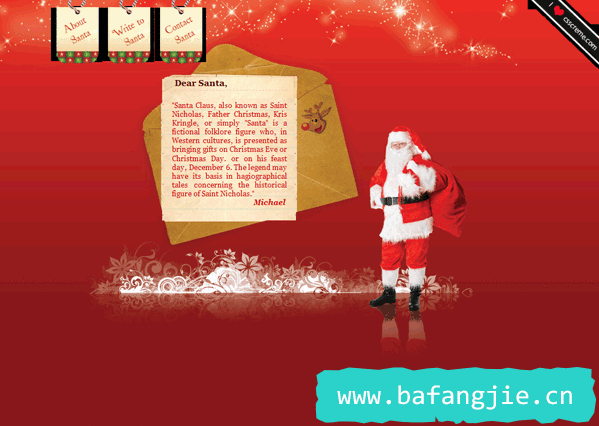 About
Santa
Write to
Santa
Contact
Santa
I
csscreme.com
Dear Santa,
"Santa Claus, also known as Saint
Nicholas, Father Christmas, Kris
Kringle, or simply "Santa" is a
fictional folklore figure who, in
Western cultures, is presented as
bringing gifts on Christmas Eve or
Christmas Day. or on his feast
day, December 6. The legend may
have its basis in hagiographical
tales concerning the historical
figure of Saint Nicholas."
Michael
www.bafangjie.cn